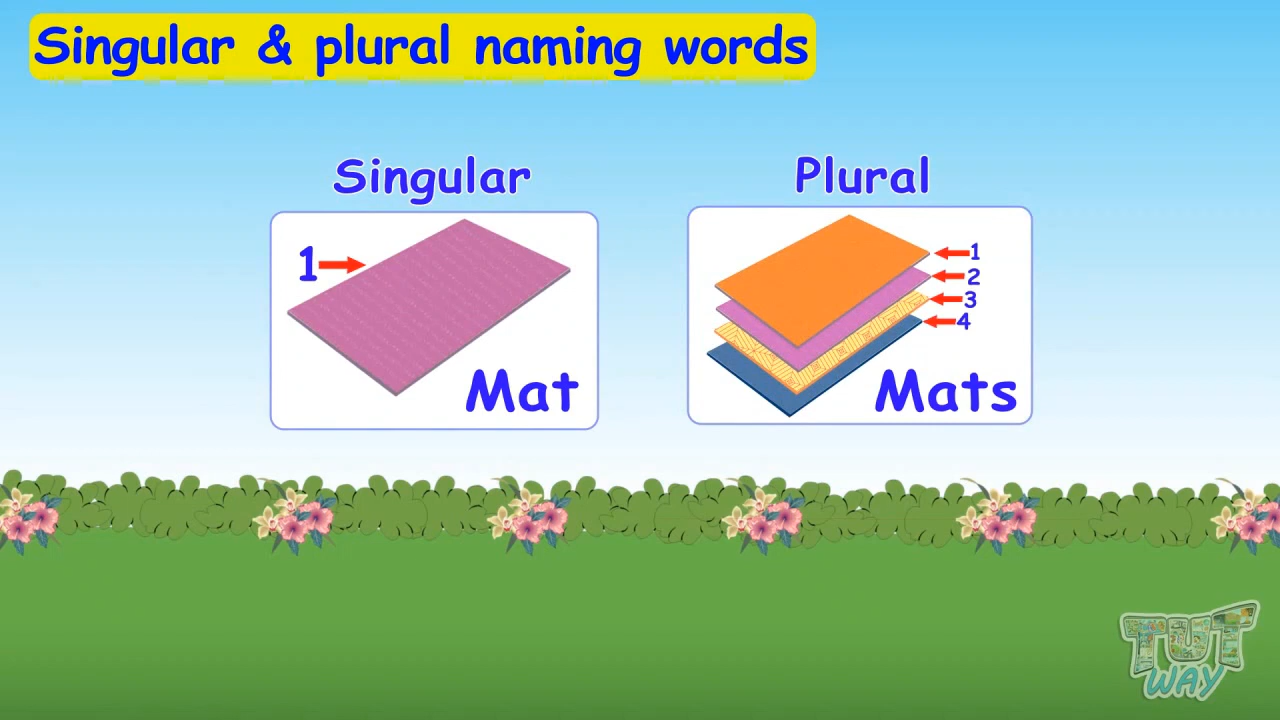 Singular & plural naming words
Singular
Plural
1
Mat
1
2
3
4
Mats
TUT
WAY